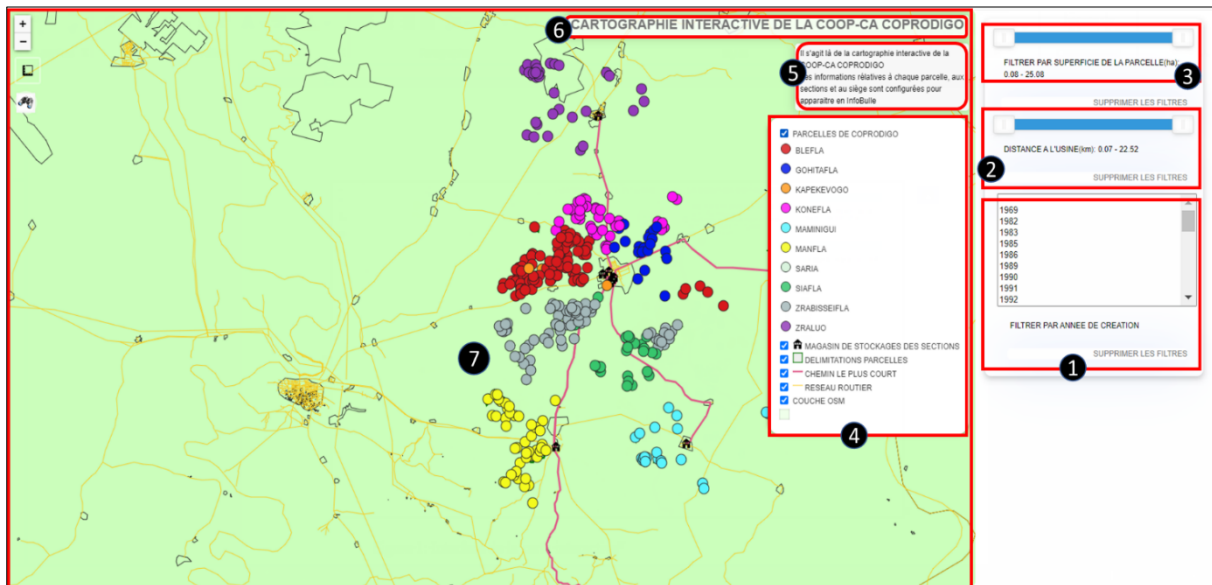 +
−
6
CARTOGRAPHIE INTERACTIVE DE LA COOP-CA COPRODIGO
5
Il s'agit là de la cartographie interactive de la
COOP-CA COPRODIGO
es informations relatives à chaque parcelle, aux
sections et au siège sont configurées pour
apparaitre en InfoBulle
PARCELLES DE COPRODIGO
BLEFLA
GOHITAFLA
KAPEKEVOGO
KONEFLA
MAMINIGUI
MANFLA
SARIA
SIAFLA
ZRABISSEIFLA
ZRALUO
MAGASIN DE STOCKAGES DES SECTIONS
DELIMITATIONS PARCELLES
CHEMIN LE PLUS COURT
RESEAU ROUTIER
COUCHE OSM
4
7
FILTRER PAR SUPERFICIE DE LA PARCELLE(ha):
0.08 - 25.08
3
SUPPRIMER LES FILTRES
DISTANCE A L'USINE(km): 0.07 - 22.52
2
SUPPRIMER LES FILTRES
1969
1982
1983
1985
1986
1989
1990
1991
1992
FILTRER PAR ANNEE DE CREATION
SUPPRIMER LES FILTRES
1